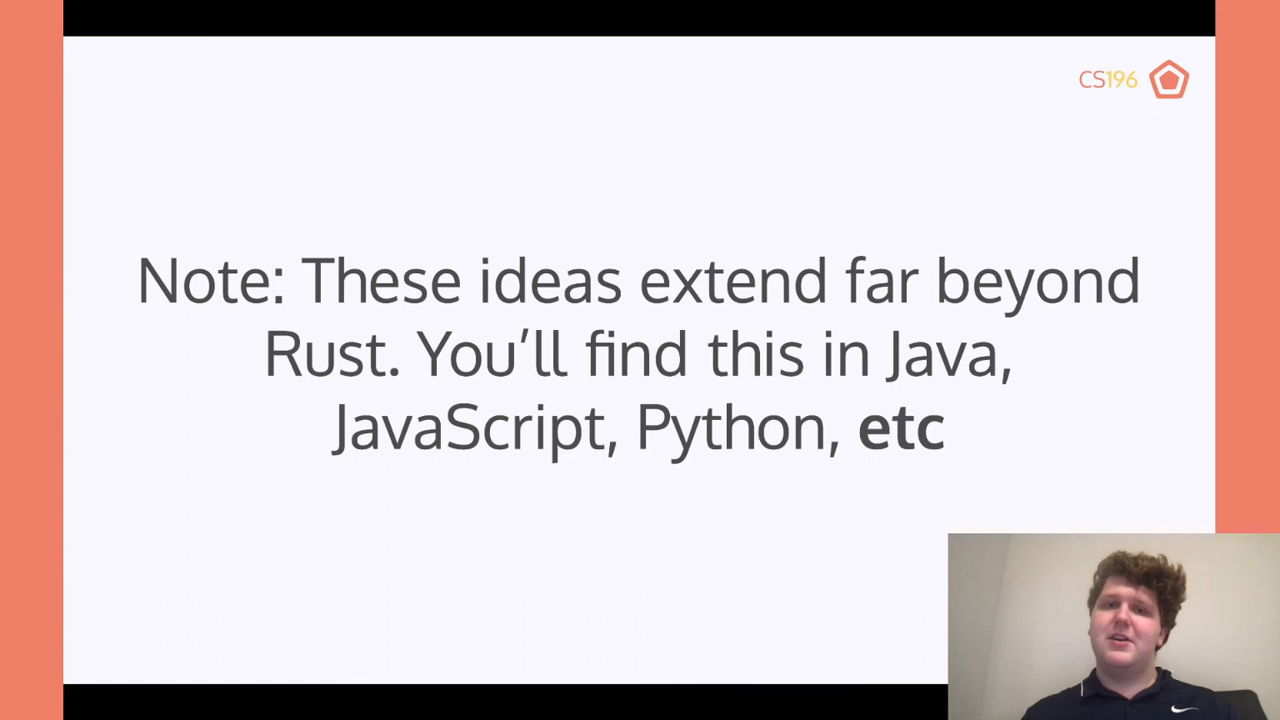 CS196
Note: These ideas extend far beyond
Rust. You’ll find this in Java,
JavaScript, Python, etc